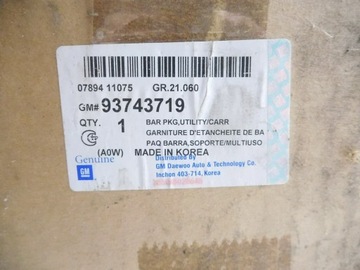 07894 11075 GR.21.060
GM# 93743719
QTY. 1 BAR PKG,UTILITY/CARR
GARNITURE D'ETANCHEITE DE BA
PAQ BARRA,SOPORTE/MULTIUSO
(A0W) MADE IN KOREA
Genuine
GM
Distributed by
GM Daewoo Auto & Technology Co.
Inchon 403-714, Korea